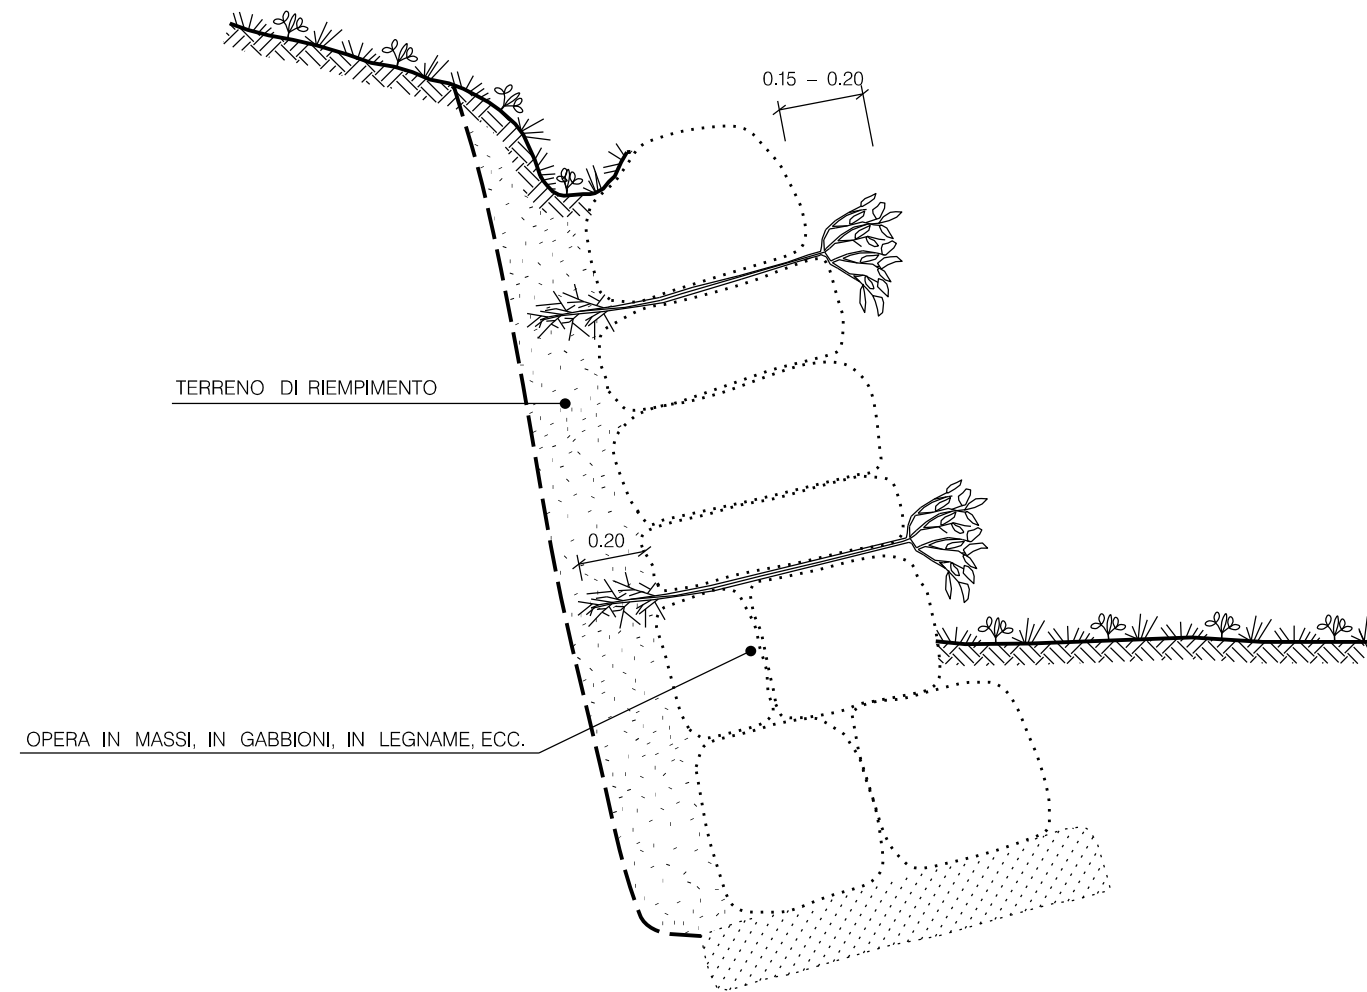 0.15 - 0.20
TERRENO DI RIEMPIMENTO
0.20
OPERA IN MASSI, IN GABBIONI, IN LEGNAME, ECC.